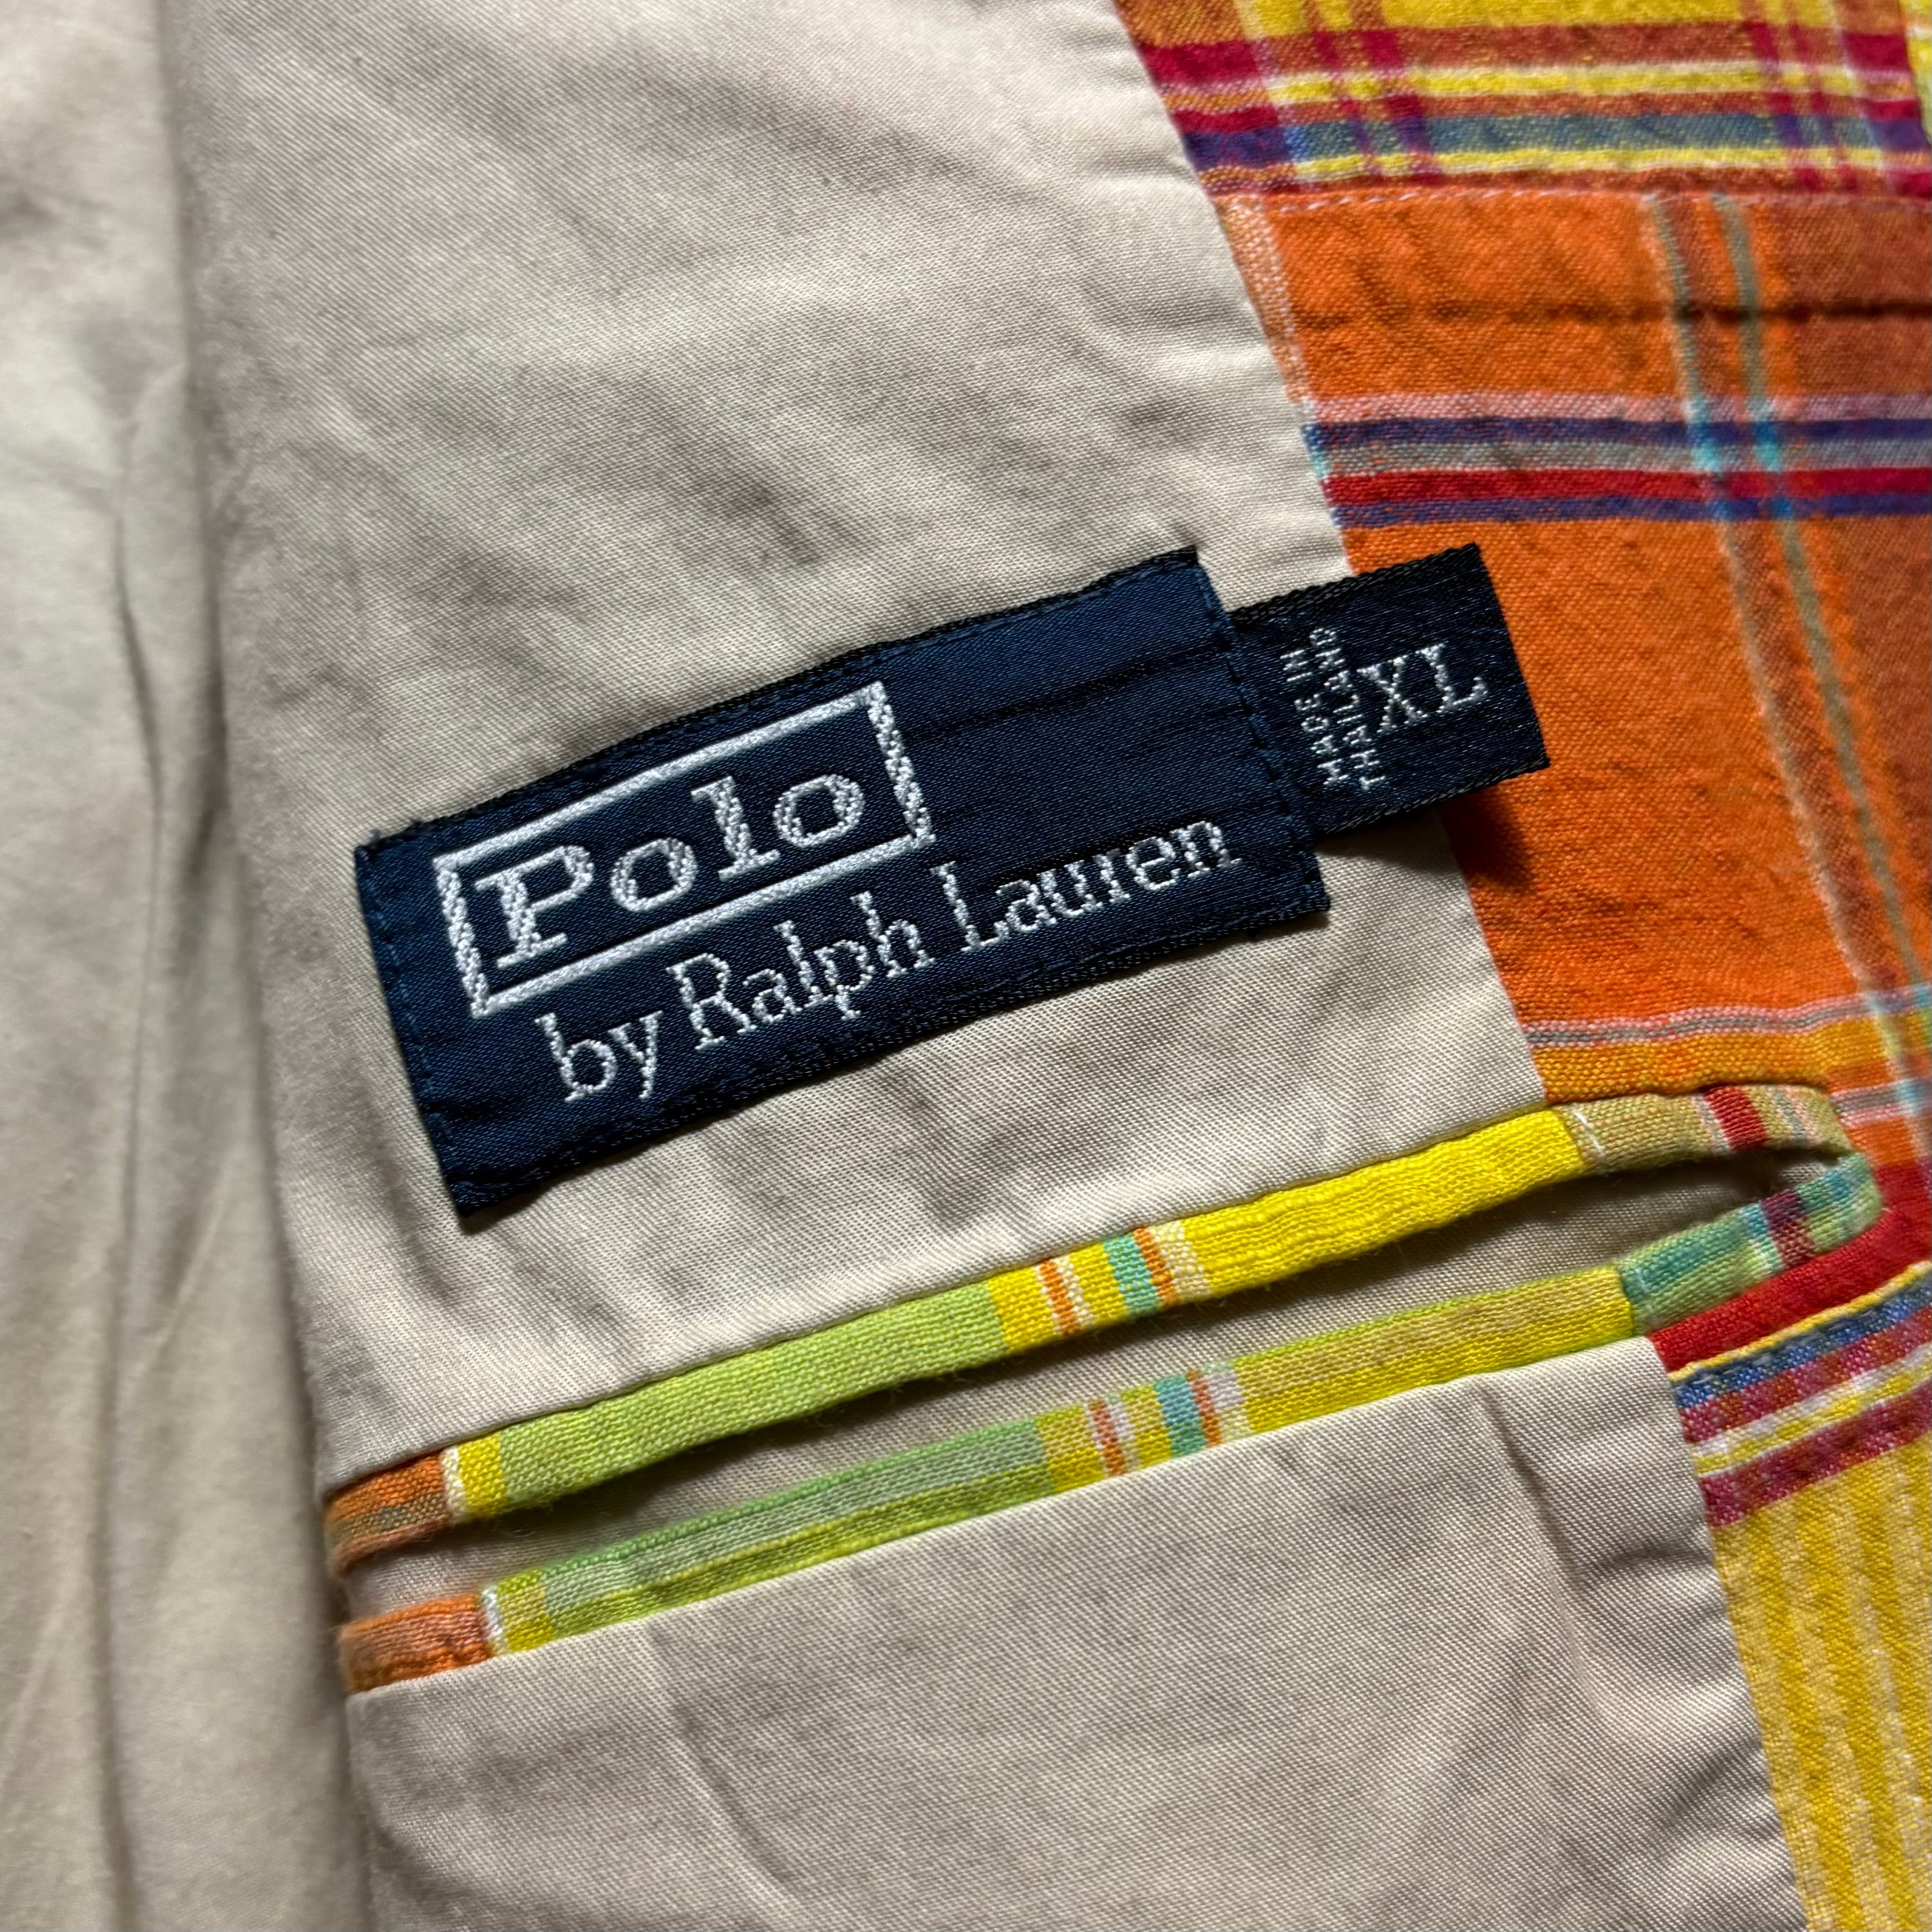 Polo
by Ralph Lauren
MADE IN
THAILAND
XL